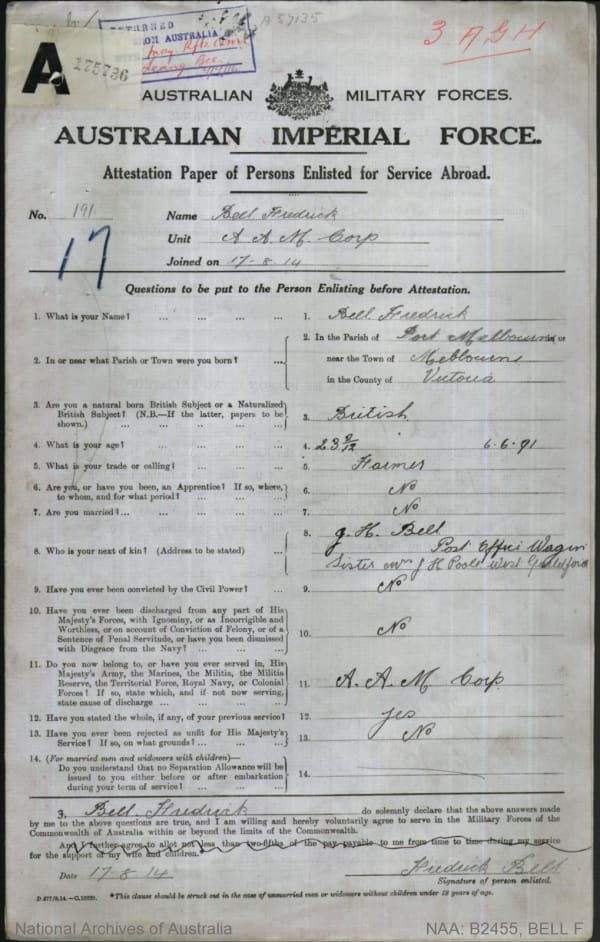 A 57135
3 AGH
RETURNED
FROM AUSTRALIA
A
175736
AUSTRALIAN MILITARY FORCES.
AUSTRALIAN IMPERIAL FORCE.
Attestation Paper of Persons Enlisted for Service Abroad.
No. 191 Name Bell Fredrick
17
Unit A A M Corp
Joined on 17-8-14
Questions to be put to the Person Enlisting before Attestation.
1. What is your Name? ... ... ... ... 1. Bell Fredrick
2. In or near what Parish or Town were you born? ... 2. In the Parish of Port Melbourne or
near the Town of Melbourne
in the County of Victoria
3. Are you a natural born British Subject or a Naturalized
British Subject? (N.B.—If the latter, papers to be
shown.) ... ... ... ... 3. British
4. What is your age? ... ... ... ... 4. 23 2/12 6.6.91
5. What is your trade or calling? ... ... ... 5. Farmer
6. Are you, or have you been, an Apprentice? If so, where,
to whom, and for what period? ... ... ... 6. No
7. Are you married?... ... ... ... 7. No
8. Who is your next of kin? (Address to be stated) ... 8. J. H. Bell
Post Office Wagin
Sister Mrs J H Poole West Guildford
9. Have you ever been convicted by the Civil Power? ... 9. No
10. Have you ever been discharged from any part of His
Majesty's Forces, with Ignominy, or as Incorrigible and
Worthless, or on account of Conviction of Felony, or of a
Sentence of Penal Servitude, or have you been dismissed
with Disgrace from the Navy? ... ... ... 10. No
11. Do you now belong to, or have you ever served in, His
Majesty's Army, the Marines, the Militia, the Militia
Reserve, the Territorial Force, Royal Navy, or Colonial
Forces? If so, state which, and if not now serving,
state cause of discharge ... ... ... ... 11. A. A. M Corp
12. Have you stated the whole, if any, of your previous service? 12. yes
13. Have you ever been rejected as unfit for His Majesty's
Service? If so, on what grounds? ... ... ... 13. No
14. (For married men and widowers with children)—
Do you understand that no Separation Allowance will be
issued to you either before or after embarkation
during your term of service? ... ... ... 14.
I, Bell Fredrick do solemnly declare that the above answers made
by me to the above questions are true, and I am willing and hereby voluntarily agree to serve in the Military Forces of the
Commonwealth of Australia within or beyond the limits of the Commonwealth.
And I further agree to allot not less than two-fifths of the pay payable to me from time to time during my service
for the support of my wife and children.
Date 17-8-14 Fredrick Bell
Signature of person enlisted.
*This clause should be struck out in the case of unmarried men or widowers without children under 18 years of age.
National Archives of Australia NAA: B2455, BELL F